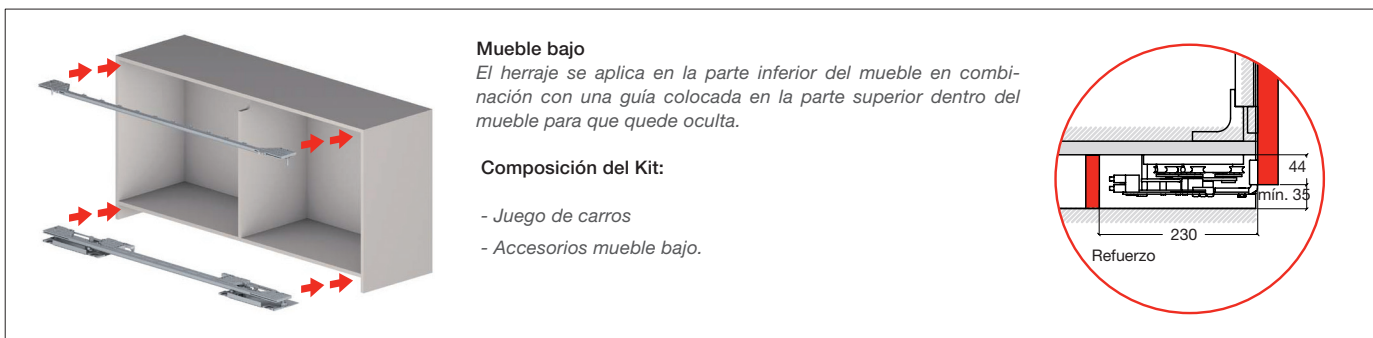 Mueble bajo
El herraje se aplica en la parte inferior del mueble en combi-
nación con una guía colocada en la parte superior dentro del
mueble para que quede oculta.
Composición del Kit:
- Juego de carros
- Accesorios mueble bajo.
44
mín. 35
230
Refuerzo